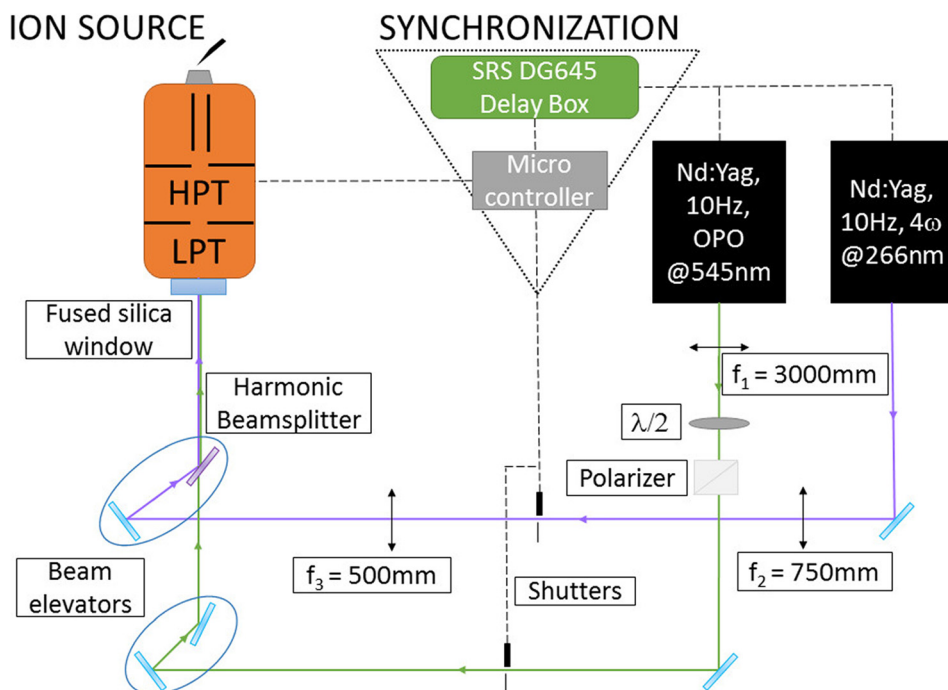 ION SOURCE
SYNCHRONIZATION
SRS DG645
Delay Box
Micro
controller
HPT
LPT
Nd:Yag,
10Hz,
OPO
@545nm
Nd:Yag,
10Hz, 4ω
@266nm
Fused silica
window
Harmonic
Beamsplitter
f₁ = 3000mm
λ/2
Polarizer
f₃ = 500mm
f₂ = 750mm
Beam
elevators
Shutters